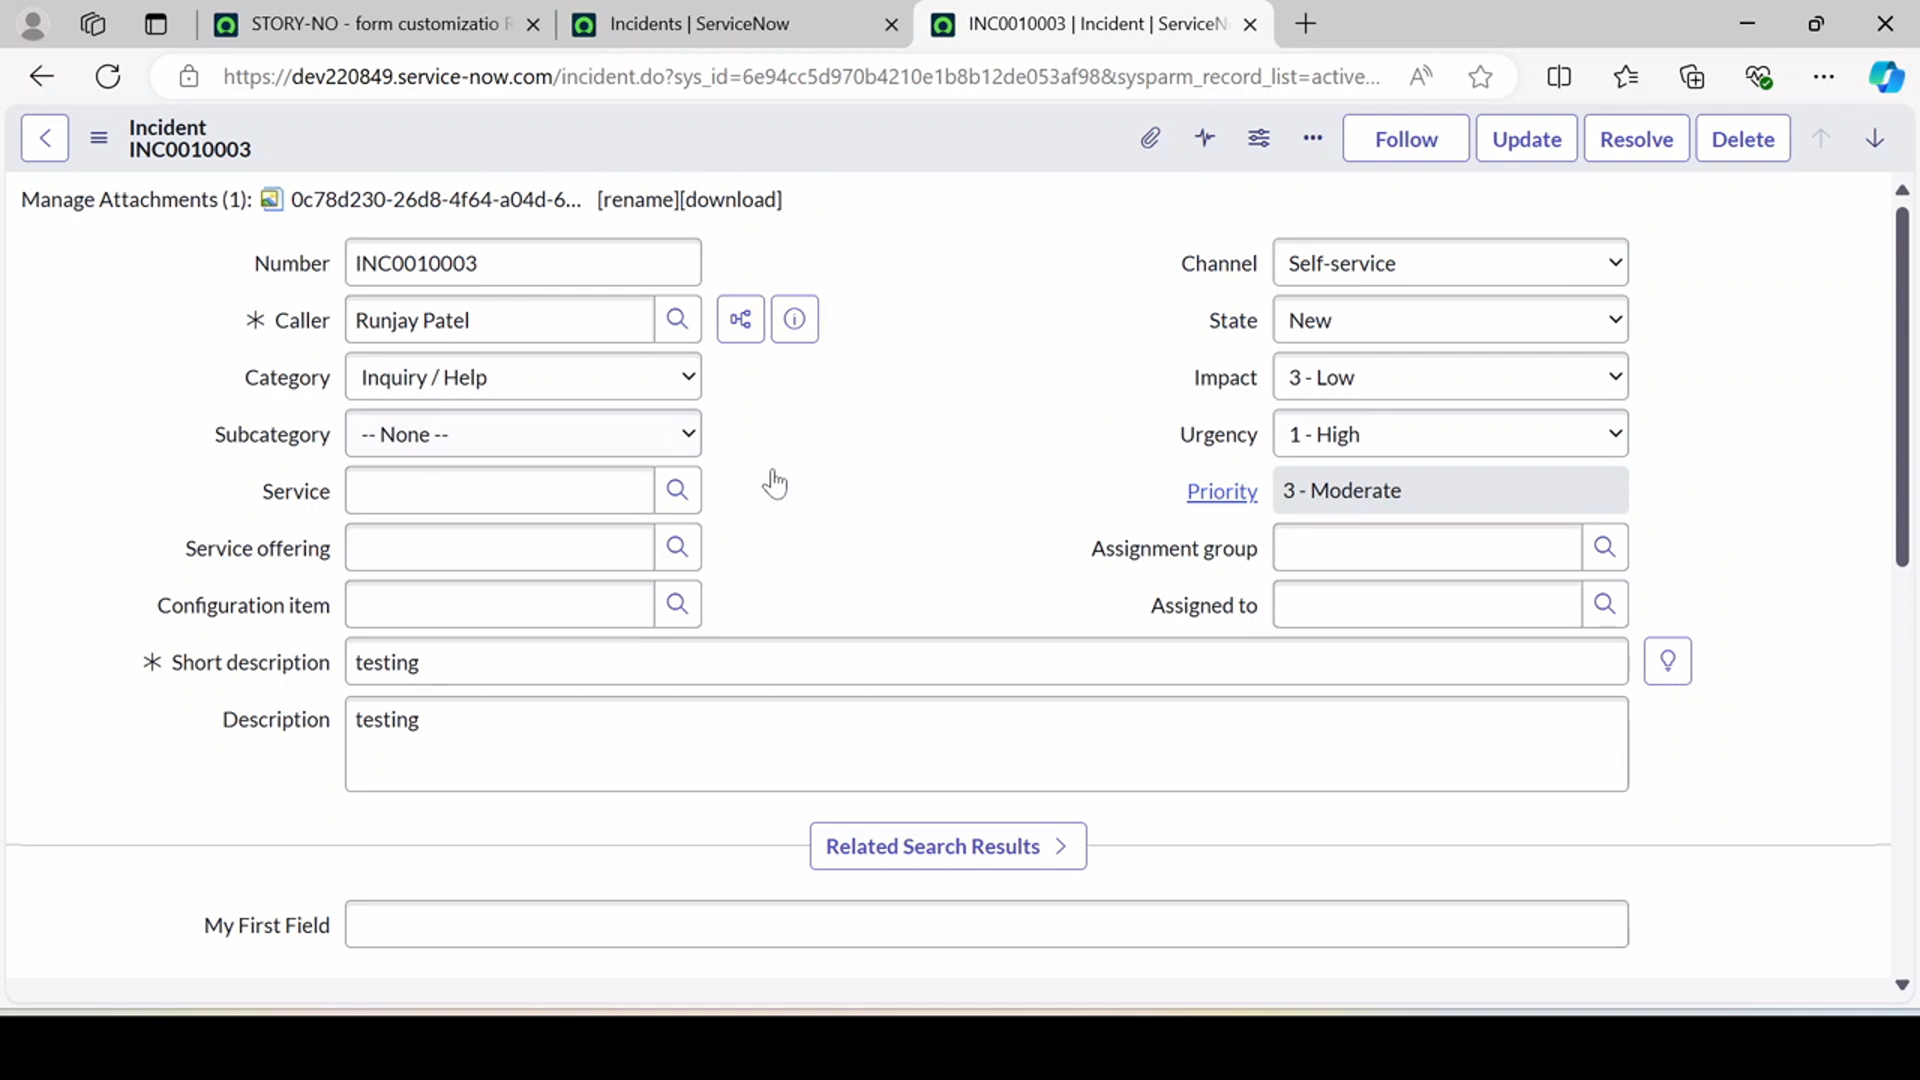 STORY-NO - form customizatio
Incidents | ServiceNow
INC0010003 | Incident | ServiceN
https://dev220849.service-now.com/incident.do?sys_id=6e94cc5d970b4210e1b8b12de053af98&sysparm_record_list=active...
Incident
INC0010003
Follow
Update
Resolve
Delete
Manage Attachments (1): 0c78d230-26d8-4f64-a04d-6... [rename][download]
Number INC0010003
Channel Self-service
* Caller Runjay Patel
State New
Category Inquiry / Help
Impact 3 - Low
Subcategory -- None --
Urgency 1 - High
Service
Priority 3 - Moderate
Service offering
Assignment group
Configuration item
Assigned to
* Short description testing
Description testing
Related Search Results
My First Field